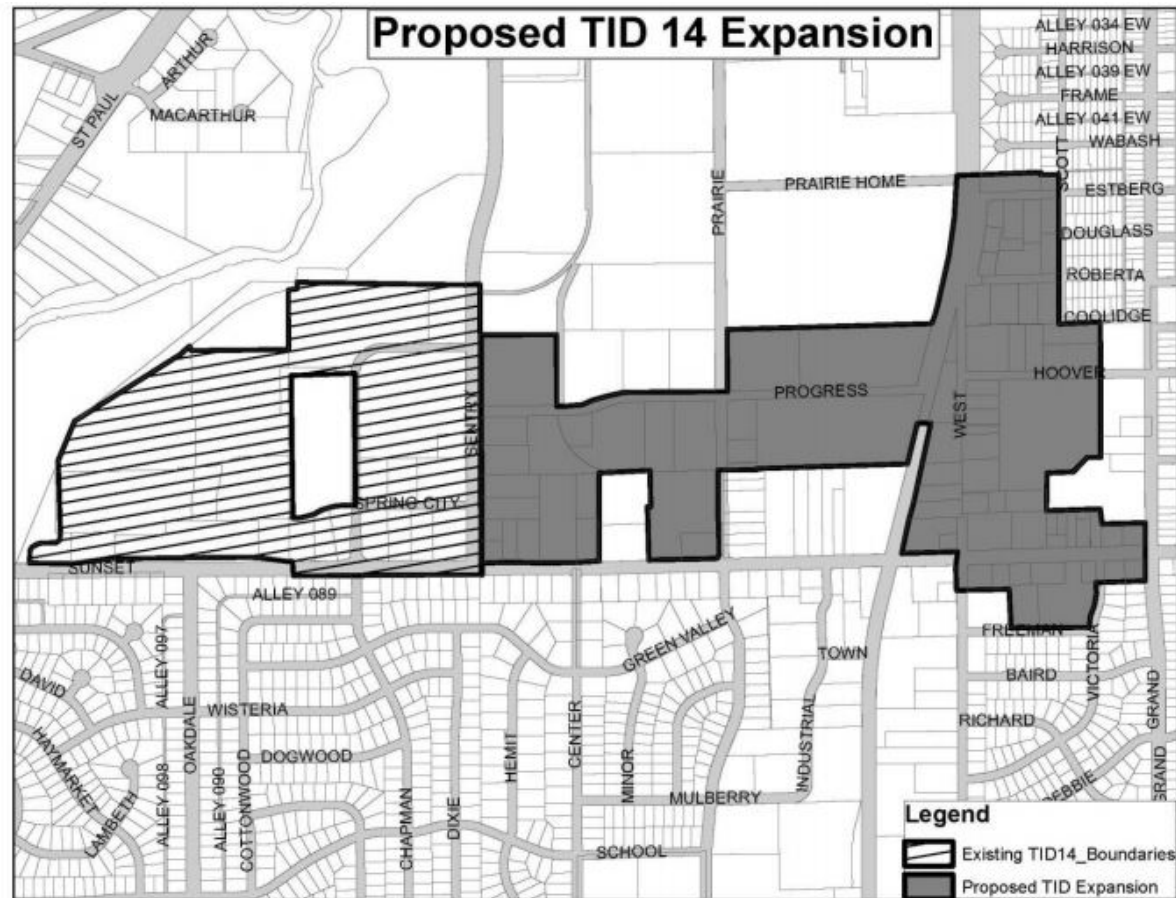 Proposed TID 14 Expansion
ALLEY 034 EW
HARRISON
ALLEY 039 EW
FRAME
ALLEY 041 EW
WABASH
ARTHUR
ST PAUL
MACARTHUR
SCOTT
PRAIRIE HOME
ESTBERG
PRAIRIE
DOUGLASS
ROBERTA
COOLIDGE
HOOVER
PROGRESS
WEST
SENTRY
SPRING CITY
SUNSET
ALLEY 089
FREEMAN
GREEN VALLEY
TOWN
BAIRD
VICTORIA
ALLEY 097
DAVID
WISTERIA
OAKDALE
RICHARD
GRAND
HAYMARKET
DOGWOOD
HEMIT
CENTER
MINOR
INDUSTRIAL
LAMBETH
ALLEY 098
ALLEY 090
COTTONWOOD
CHAPMAN
DIXIE
MULBERRY
GRAND
SCHOOL
Legend
Existing TID14_Boundaries
Proposed TID Expansion